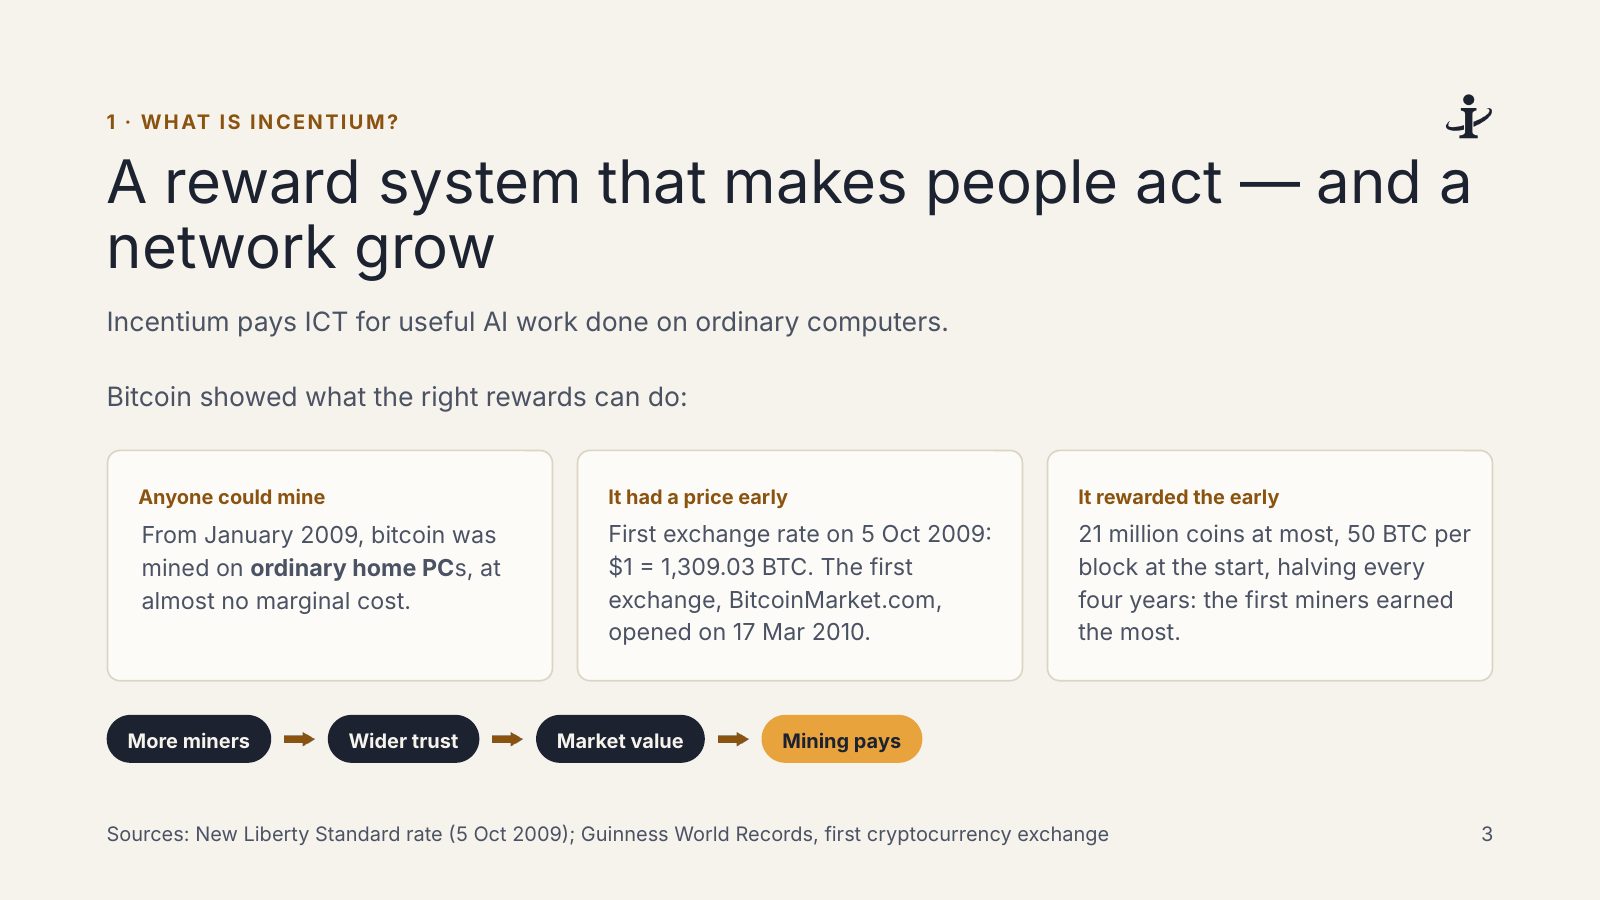 1 · WHAT IS INCENTIUM?
A reward system that makes people act — and a
network grow
Incentium pays ICT for useful AI work done on ordinary computers.
Bitcoin showed what the right rewards can do:
Anyone could mine
From January 2009, bitcoin was
mined on ordinary home PCs, at
almost no marginal cost.
It had a price early
First exchange rate on 5 Oct 2009:
$1 = 1,309.03 BTC. The first
exchange, BitcoinMarket.com,
opened on 17 Mar 2010.
It rewarded the early
21 million coins at most, 50 BTC per
block at the start, halving every
four years: the first miners earned
the most.
More miners
Wider trust
Market value
Mining pays
Sources: New Liberty Standard rate (5 Oct 2009); Guinness World Records, first cryptocurrency exchange
3